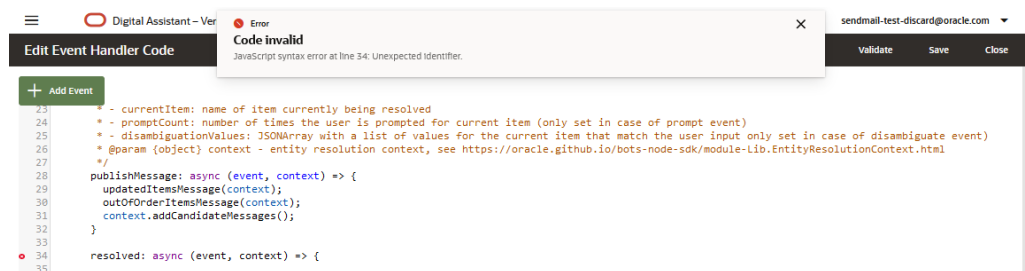 Digital Assistant – Ver
Error
Code invalid
JavaScript syntax error at line 34: Unexpected identifier.
sendmail-test-discard@oracle.com
Edit Event Handler Code
Validate
Save
Close
Add Event
23 * - currentItem: name of item currently being resolved
24 * - promptCount: number of times the user is prompted for current item (only set in case of prompt event)
25 * - disambiguationValues: JSONArray with a list of values for the current item that match the user input only set in case of disambiguate event)
26 * @param {object} context - entity resolution context, see https://oracle.github.io/bots-node-sdk/module-Lib.EntityResolutionContext.html
27 */
28 publishMessage: async (event, context) => {
29 updatedItemsMessage(context);
30 outOfOrderItemsMessage(context);
31 context.addCandidateMessages();
32 }
33
34 resolved: async (event, context) => {
35